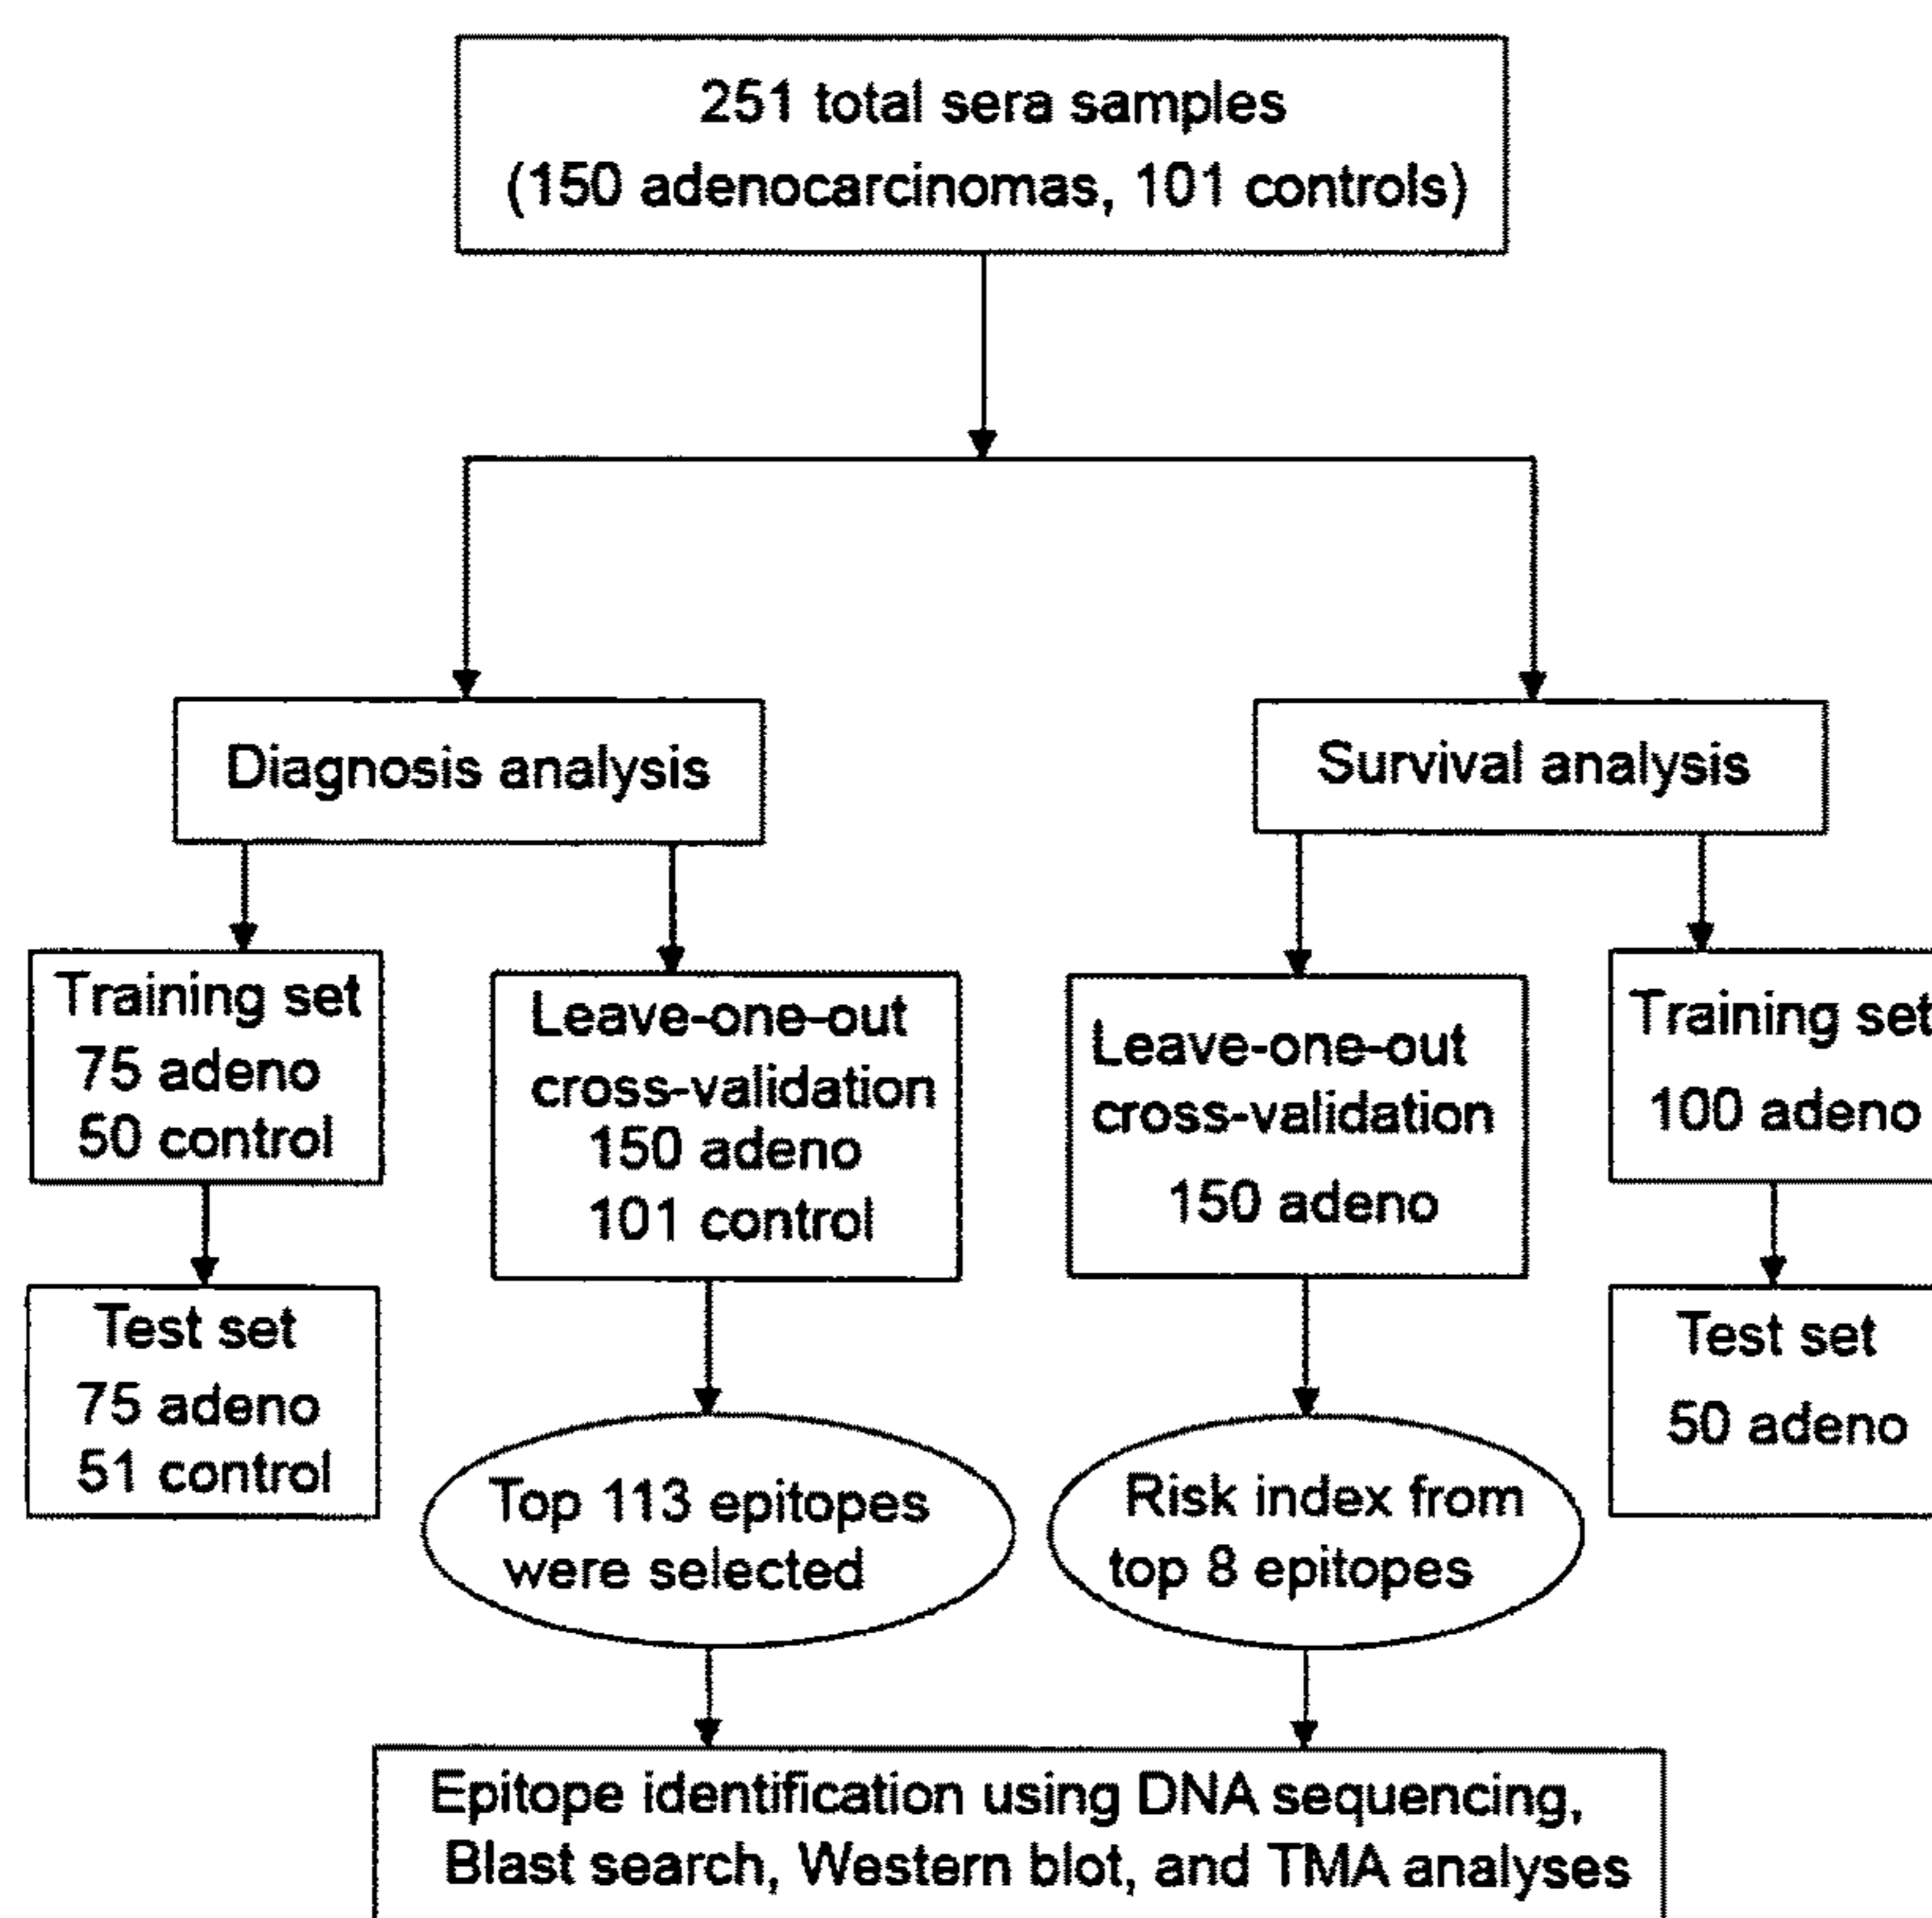 251 total sera samples
(150 adenocarcinomas, 101 controls)
Diagnosis analysis
Survival analysis
Training set
75 adeno
50 control
Leave-one-out
cross-validation
150 adeno
101 control
Leave-one-out
cross-validation
150 adeno
Training set
100 adeno
Test set
75 adeno
51 control
Top 113 epitopes
were selected
Risk index from
top 8 epitopes
Test set
50 adeno
Epitope identification using DNA sequencing,
Blast search, Western blot, and TMA analyses